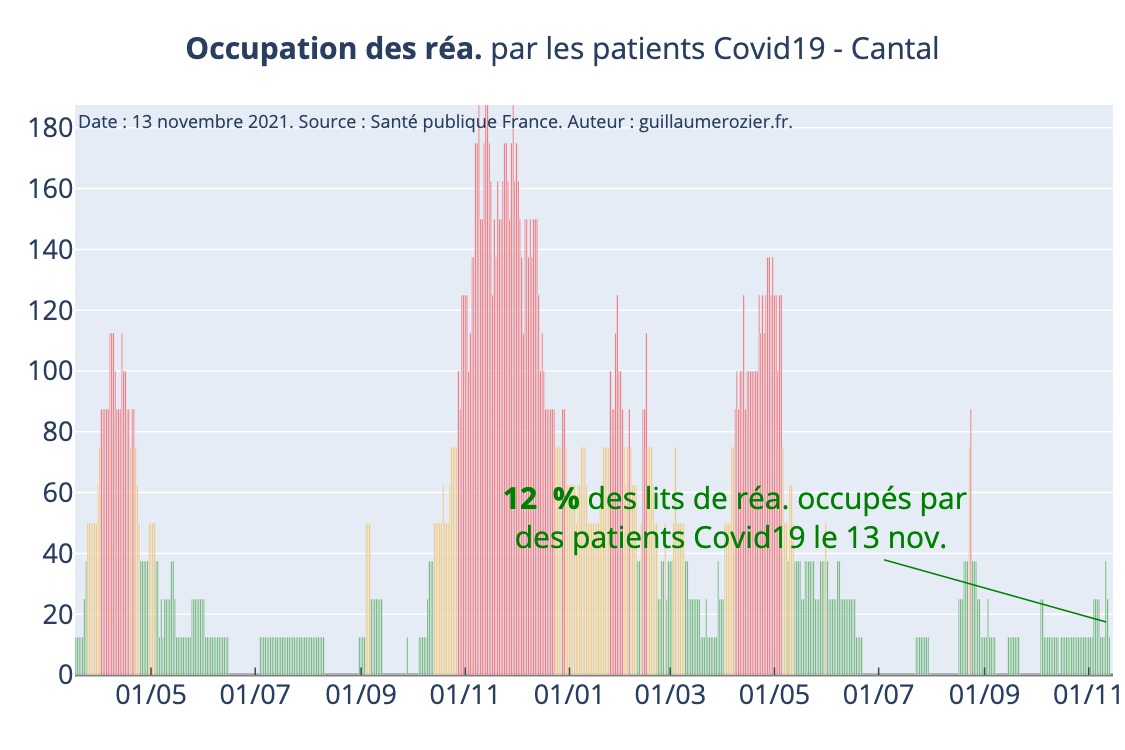 Occupation des réa. par les patients Covid19 - Cantal
Date : 13 novembre 2021. Source : Santé publique France. Auteur : guillaumerozier.fr.
180
160
140
120
100
80
60
40
20
0
12 % des lits de réa. occupés par
des patients Covid19 le 13 nov.
01/05 01/07 01/09 01/11 01/01 01/03 01/05 01/07 01/09 01/11